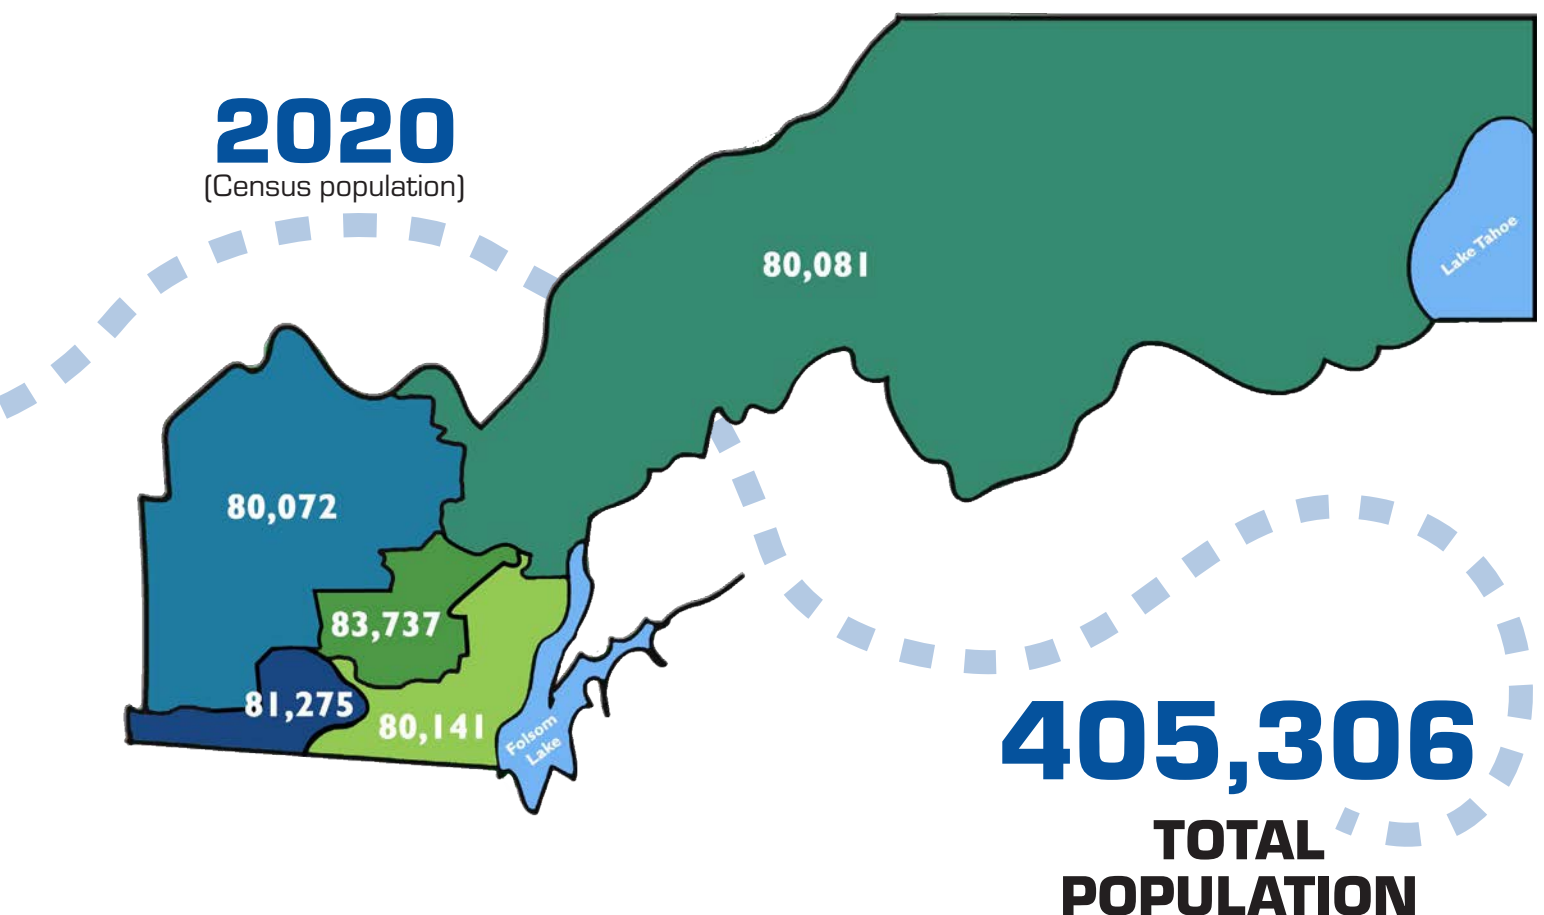 2020
(Census population)
80,081
Lake Tahoe
80,072
83,737
81,275
80,141
Folsom
Lake
405,306
TOTAL
POPULATION